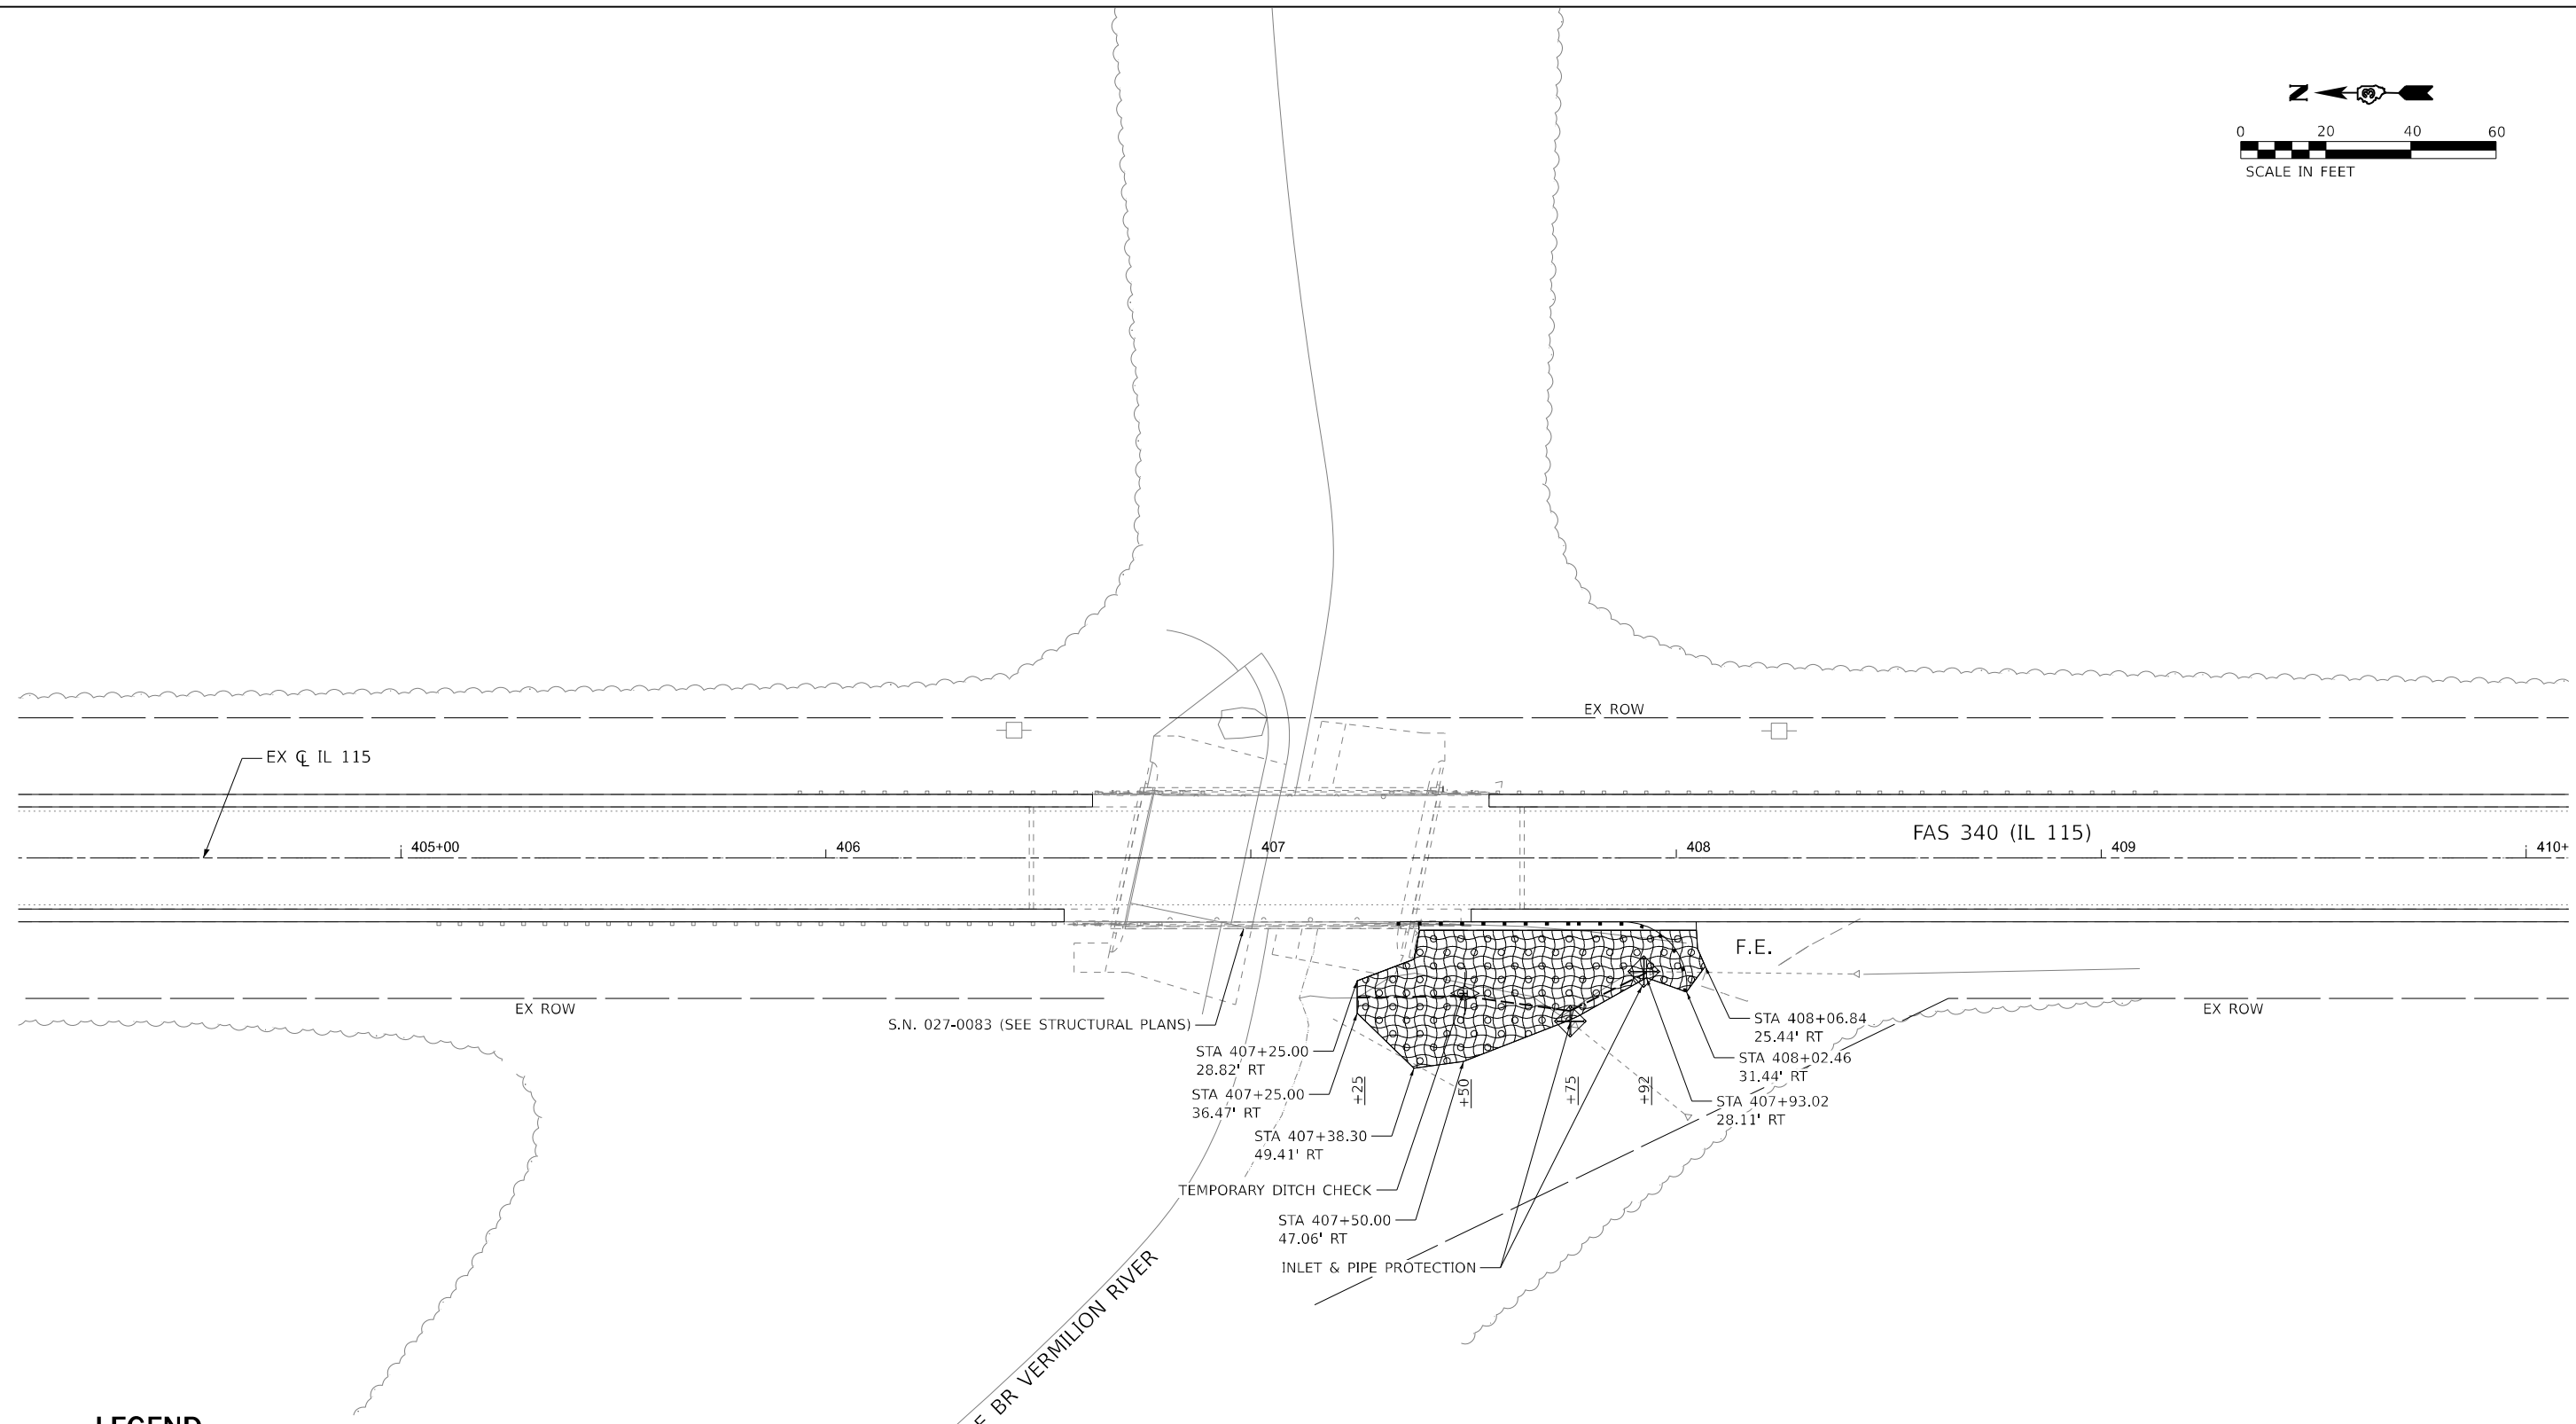 N
0 20 40 60
SCALE IN FEET
EX ROW
EX ℄ IL 115
FAS 340 (IL 115)
405+00 406 407 408 409 410+
F.E.
EX ROW
EX ROW
S.N. 027-0083 (SEE STRUCTURAL PLANS)
STA 408+06.84
25.44' RT
STA 407+25.00
28.82' RT
STA 408+02.46
31.44' RT
STA 407+25.00
36.47' RT
+25 +50 +75 +92
STA 407+93.02
28.11' RT
STA 407+38.30
49.41' RT
TEMPORARY DITCH CHECK
STA 407+50.00
47.06' RT
INLET & PIPE PROTECTION
BR VERMILION RIVER
LEGEND